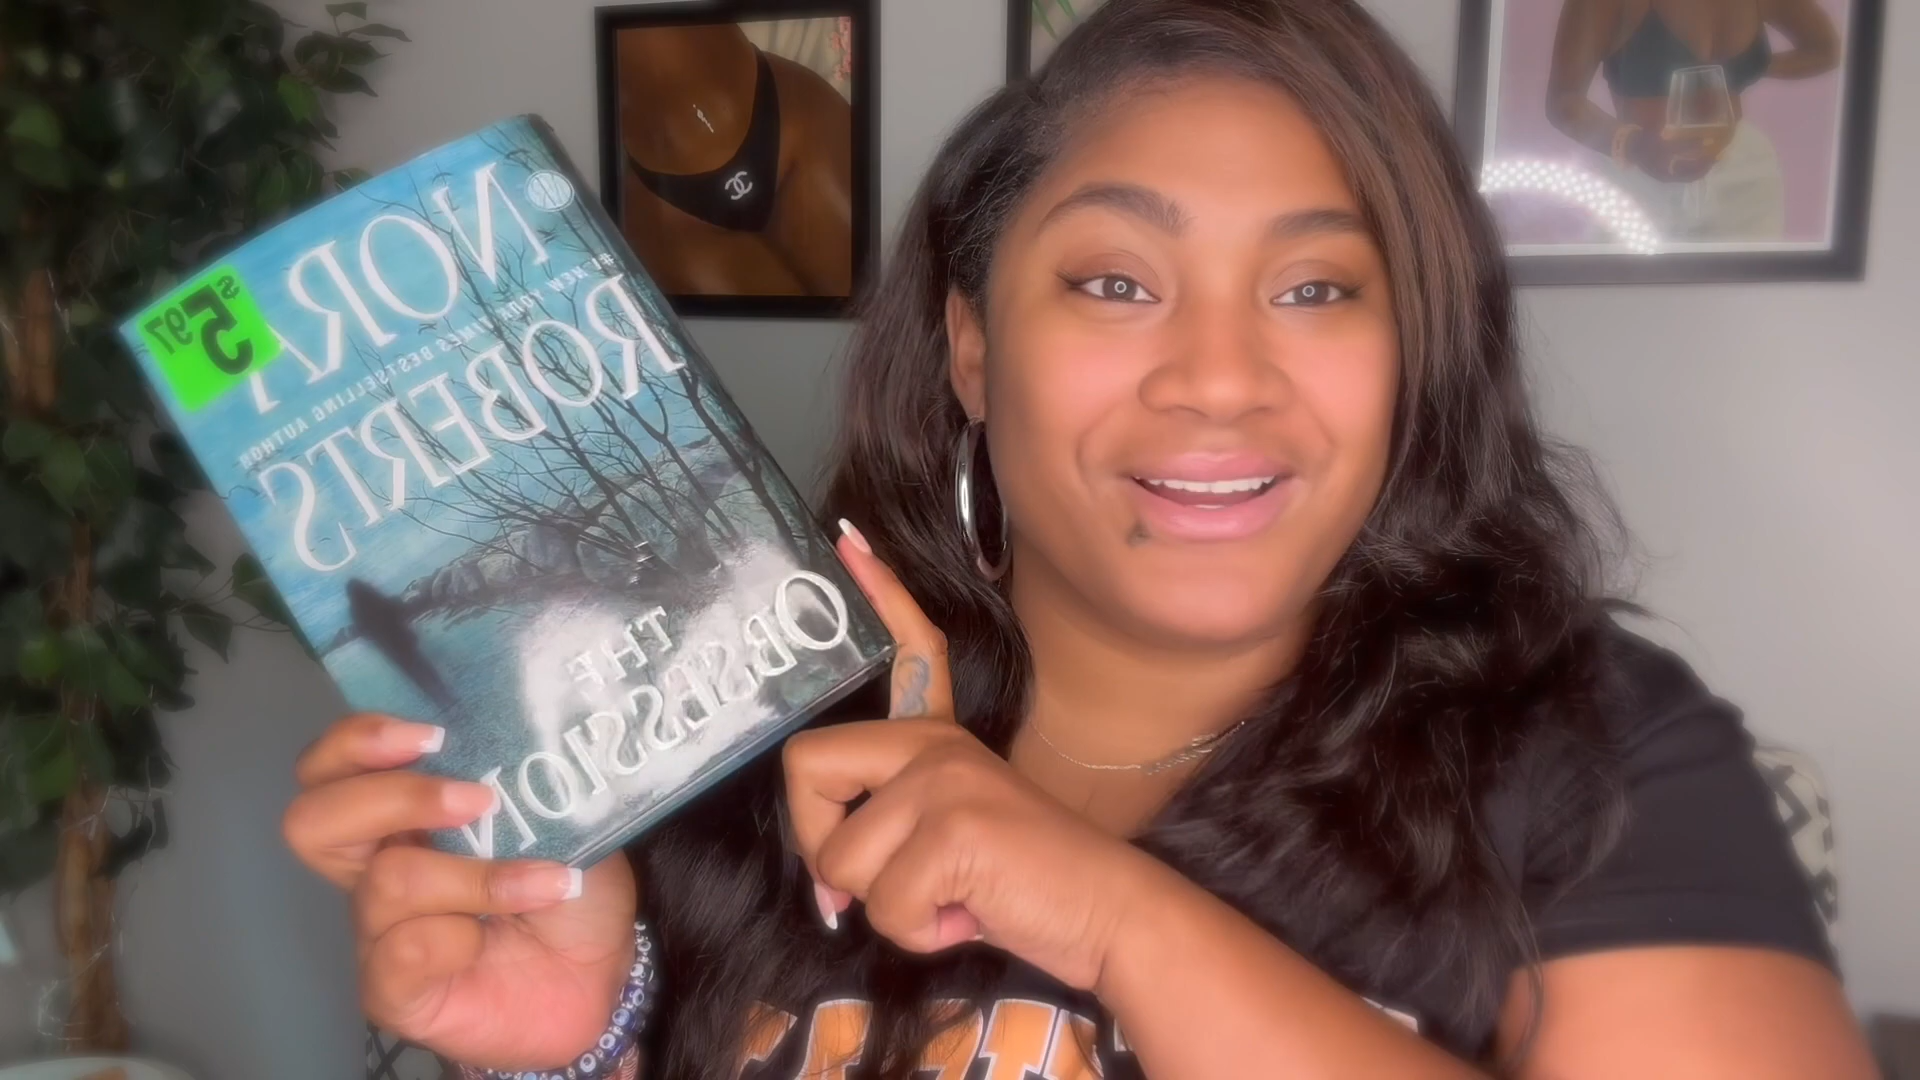 NORA
#1 NEW YORK TIMES BESTSELLING AUTHOR
ROBERTS
THE
OBSESSION
$5.97